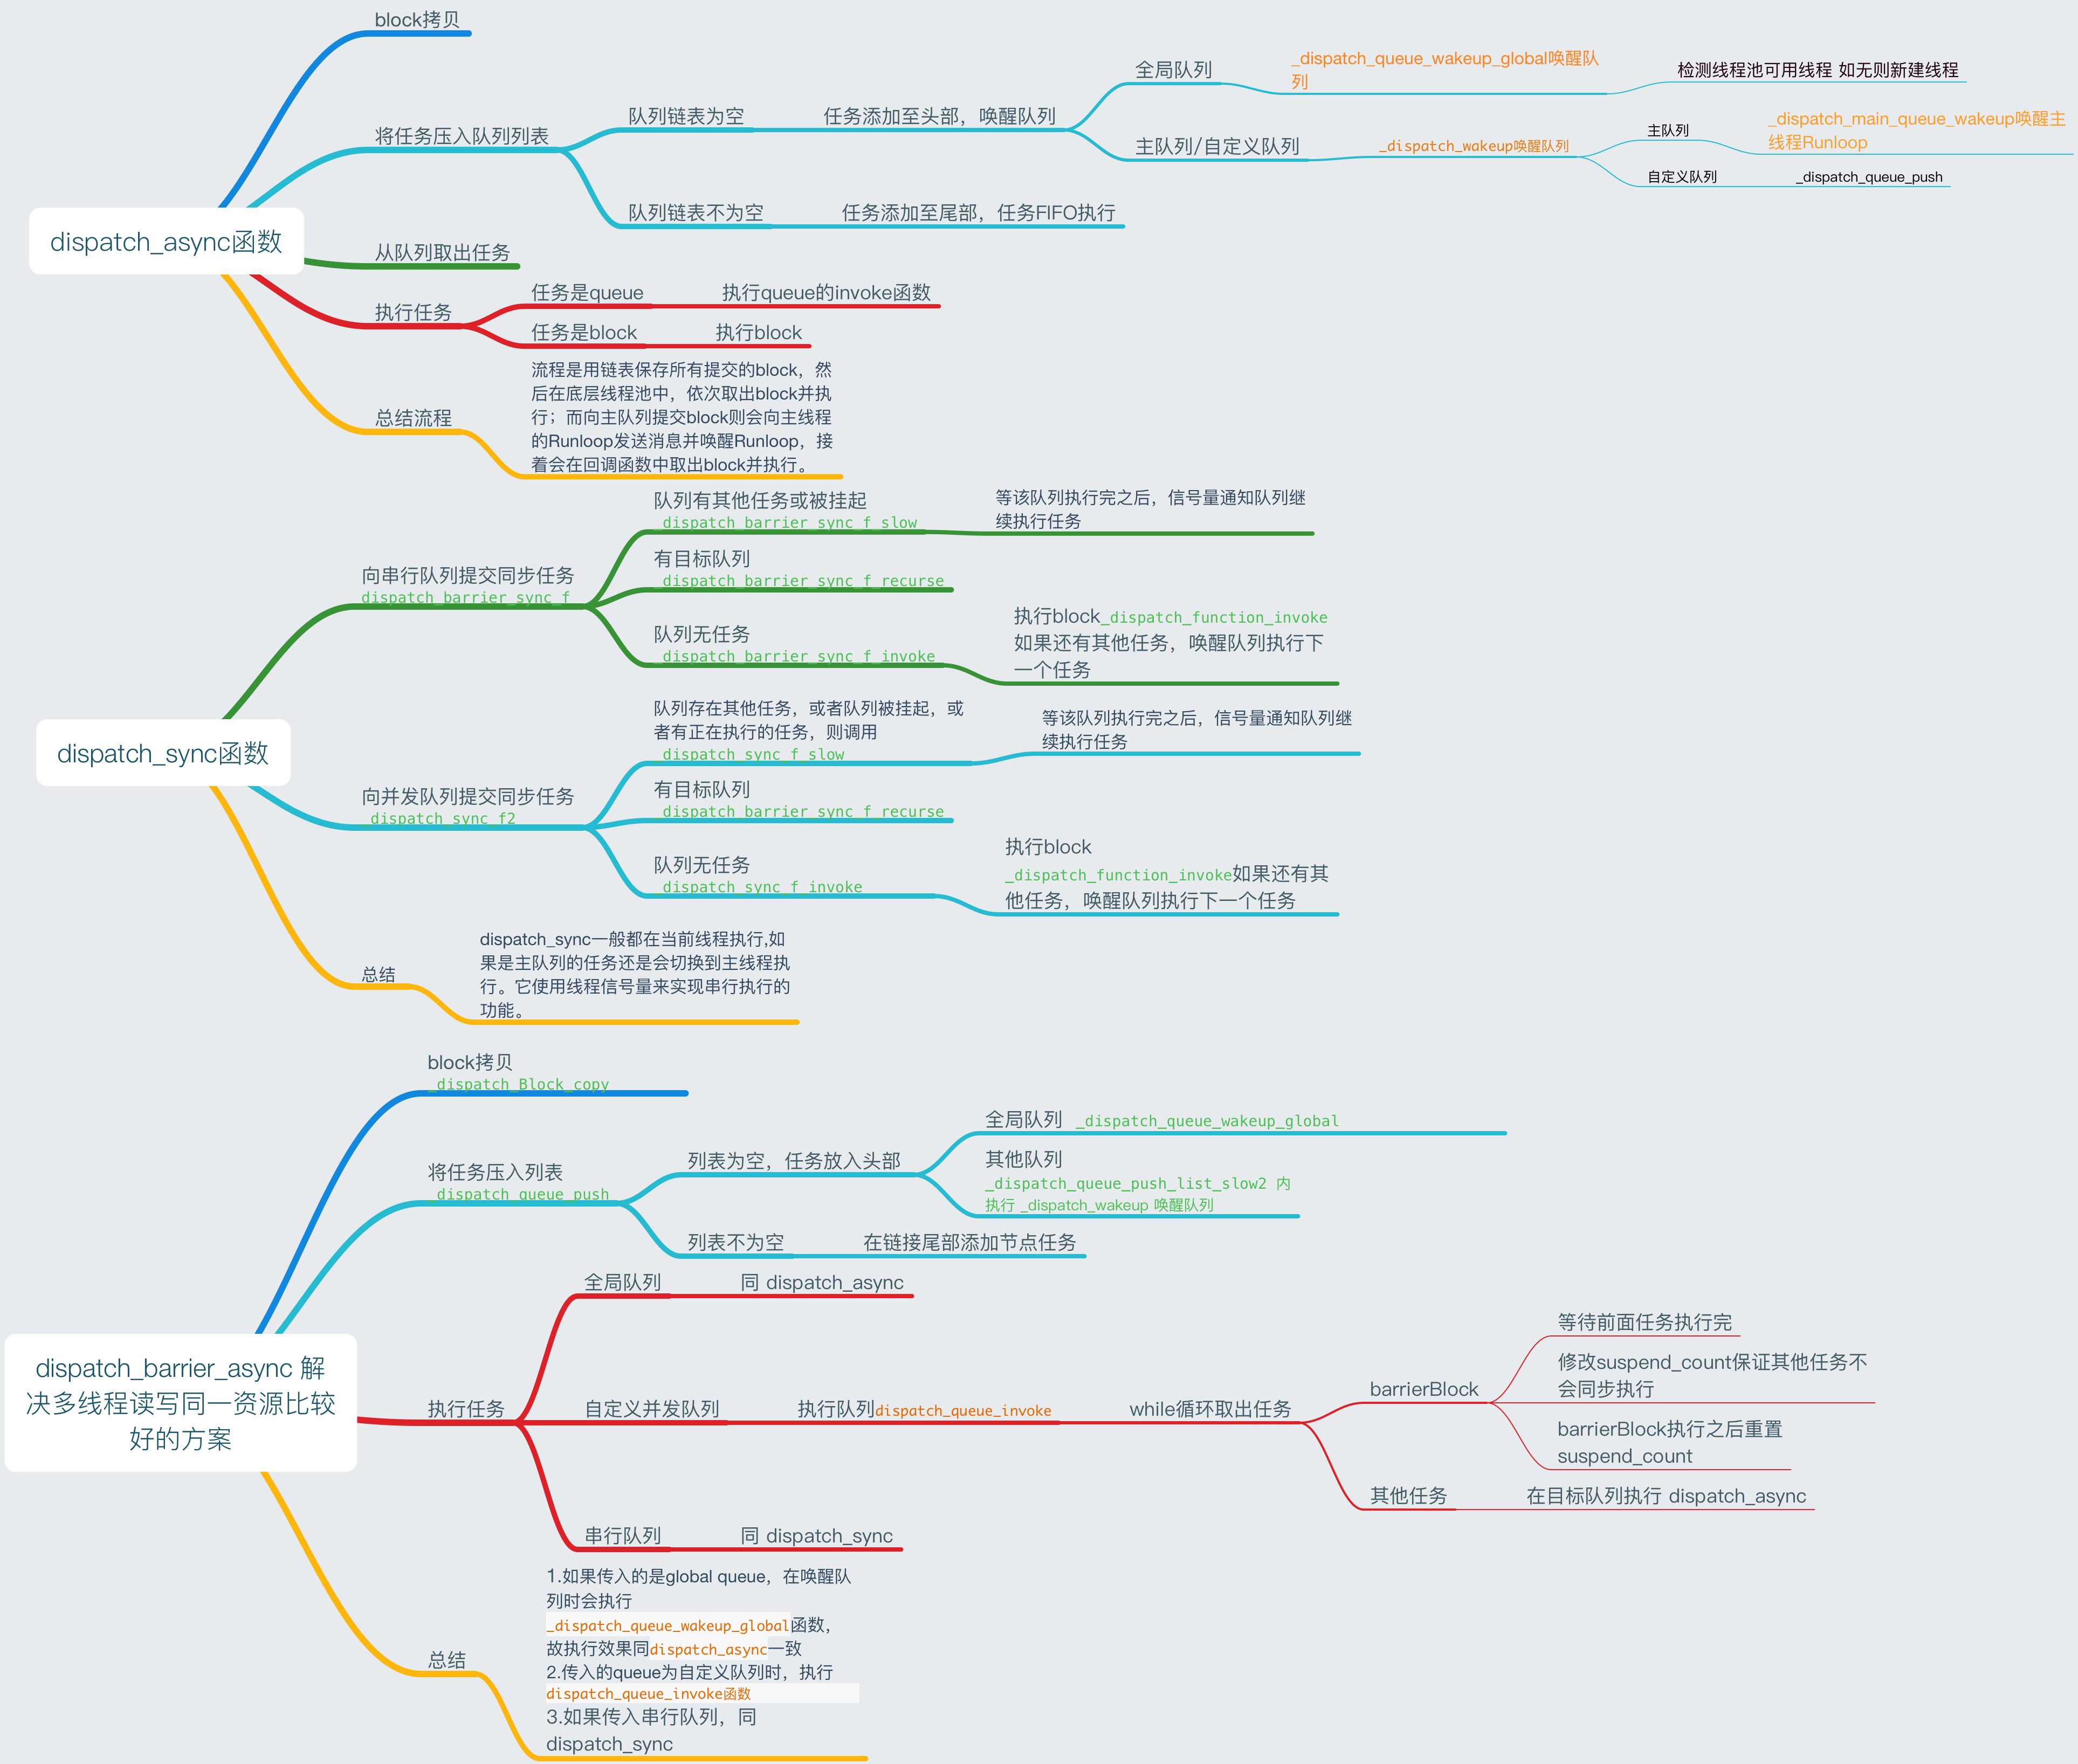 dispatch_async函数
block拷贝
将任务压入队列列表
队列链表为空
任务添加至头部，唤醒队列
全局队列
_dispatch_queue_wakeup_global唤醒队
列
检测线程池可用线程 如无则新建线程
主队列/自定义队列
_dispatch_wakeup唤醒队列
主队列
_dispatch_main_queue_wakeup唤醒主
线程Runloop
自定义队列
_dispatch_queue_push
队列链表不为空
任务添加至尾部，任务FIFO执行
从队列取出任务
执行任务
任务是queue
执行queue的invoke函数
任务是block
执行block
总结流程
流程是用链表保存所有提交的block，然
后在底层线程池中，依次取出block并执
行；而向主队列提交block则会向主线程
的Runloop发送消息并唤醒Runloop，接
着会在回调函数中取出block并执行。
dispatch_sync函数
向串行队列提交同步任务
dispatch_barrier_sync_f
队列有其他任务或被挂起
_dispatch_barrier_sync_f_slow
等该队列执行完之后，信号量通知队列继
续执行任务
有目标队列
_dispatch_barrier_sync_f_recurse
队列无任务
_dispatch_barrier_sync_f_invoke
执行block_dispatch_function_invoke
如果还有其他任务，唤醒队列执行下
一个任务
向并发队列提交同步任务
_dispatch_sync_f2
队列存在其他任务，或者队列被挂起，或
者有正在执行的任务，则调用
_dispatch_sync_f_slow
等该队列执行完之后，信号量通知队列继
续执行任务
有目标队列
_dispatch_barrier_sync_f_recurse
队列无任务
_dispatch_sync_f_invoke
执行block
_dispatch_function_invoke如果还有其
他任务，唤醒队列执行下一个任务
总结
dispatch_sync一般都在当前线程执行,如
果是主队列的任务还是会切换到主线程执
行。它使用线程信号量来实现串行执行的
功能。
dispatch_barrier_async 解
决多线程读写同一资源比较
好的方案
block拷贝
_dispatch_Block_copy
将任务压入列表
_dispatch_queue_push
列表为空，任务放入头部
全局队列 _dispatch_queue_wakeup_global
其他队列
_dispatch_queue_push_list_slow2 内
执行 _dispatch_wakeup 唤醒队列
列表不为空
在链接尾部添加节点任务
执行任务
全局队列
同 dispatch_async
自定义并发队列
执行队列dispatch_queue_invoke
while循环取出任务
barrierBlock
等待前面任务执行完
修改suspend_count保证其他任务不
会同步执行
barrierBlock执行之后重置
suspend_count
其他任务
在目标队列执行 dispatch_async
串行队列
同 dispatch_sync
总结
1.如果传入的是global queue，在唤醒队
列时会执行
_dispatch_queue_wakeup_global函数，
故执行效果同dispatch_async一致
2.传入的queue为自定义队列时，执行
dispatch_queue_invoke函数
3.如果传入串行队列，同
dispatch_sync